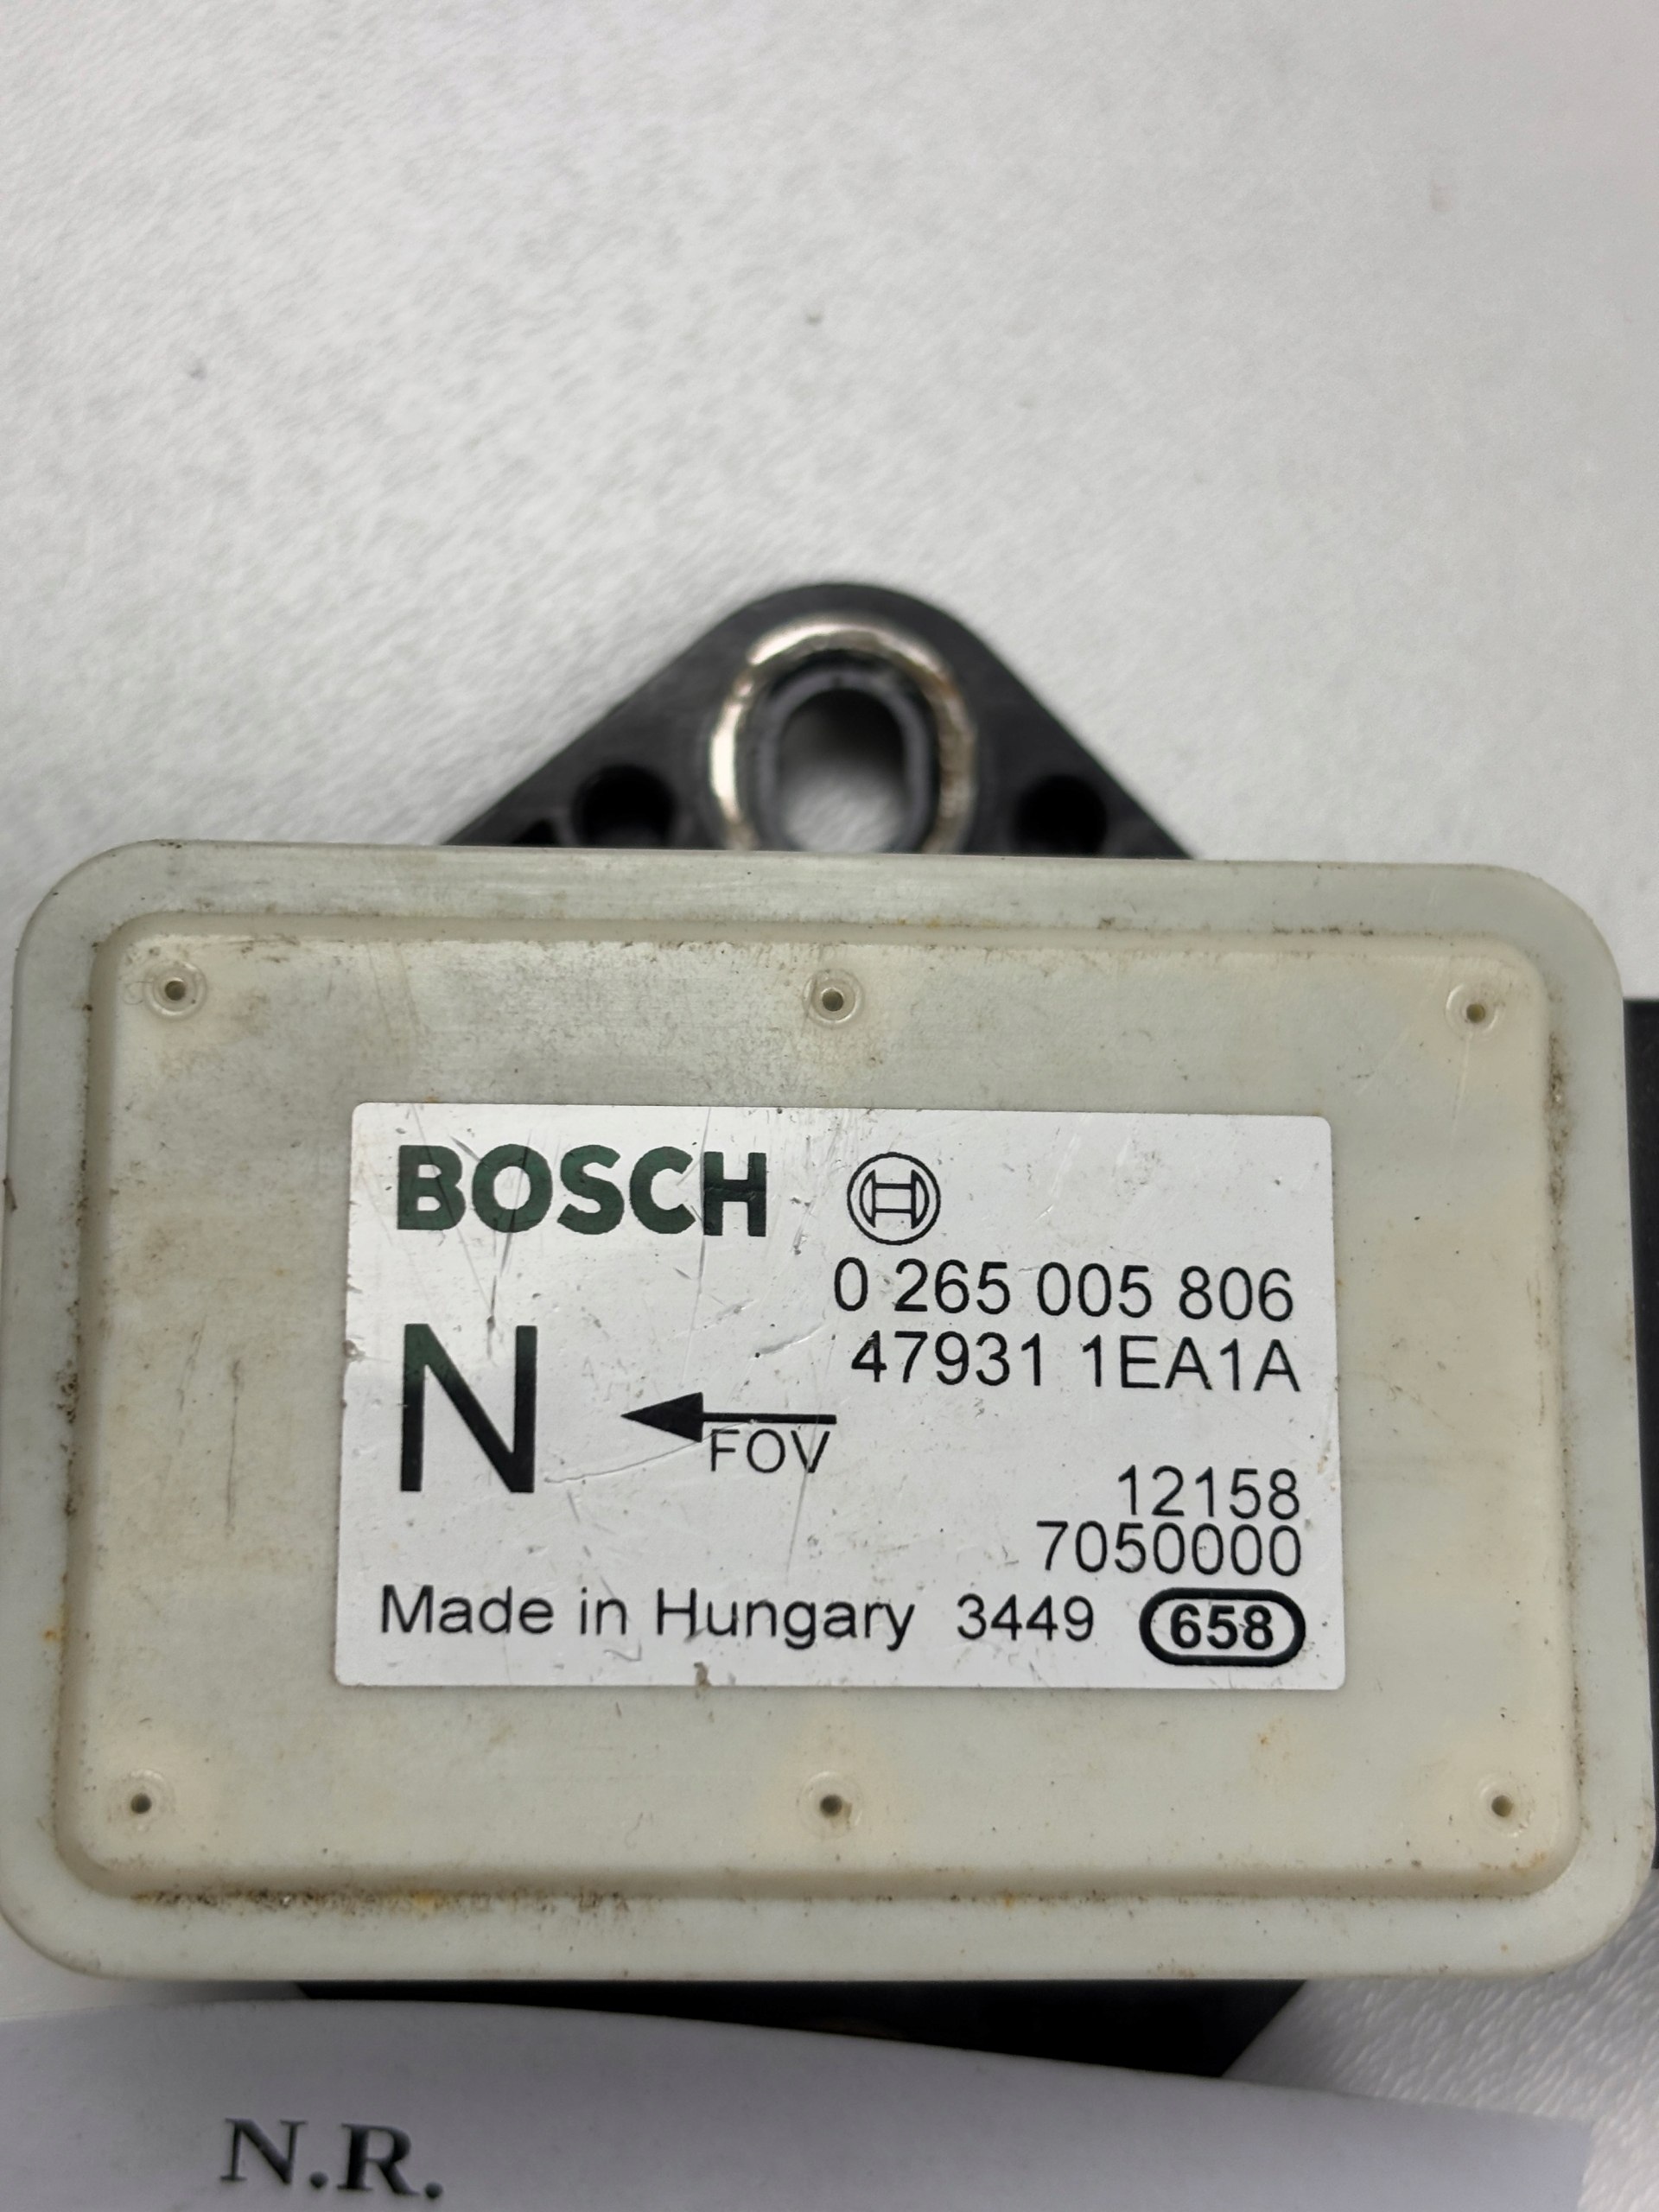 BOSCH
0 265 005 806
47931 1EA1A
N
FOV
12158
7050000
Made in Hungary 3449 658
N.R.